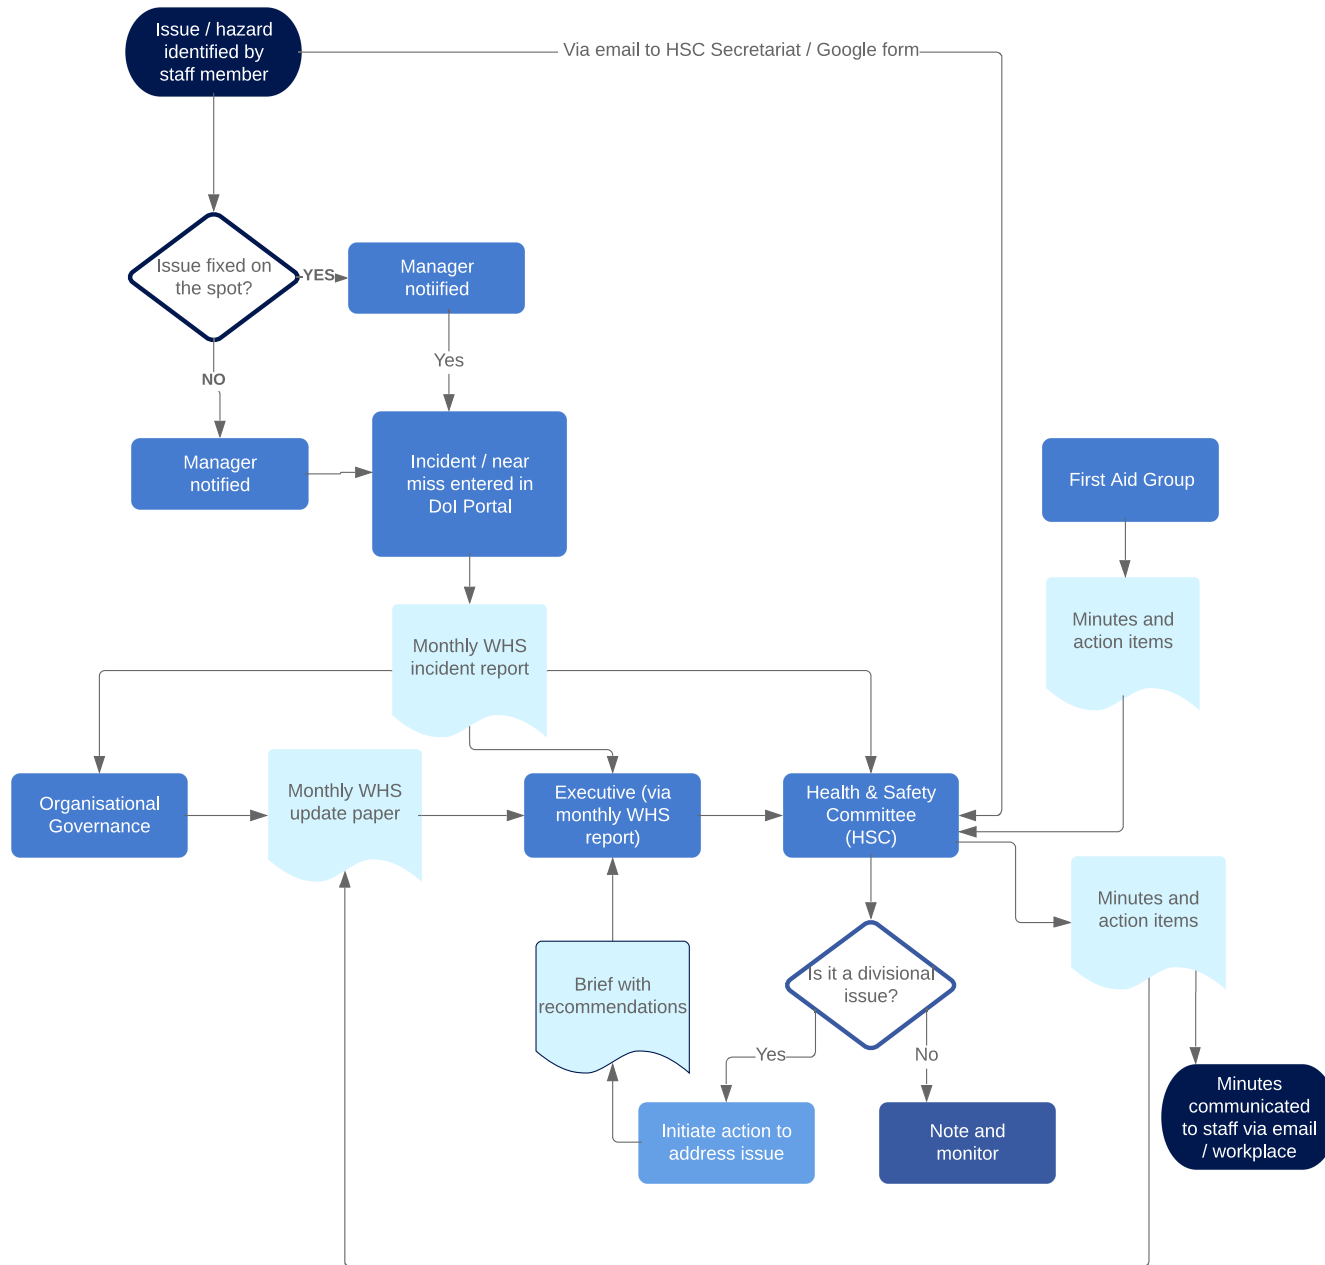 Issue / hazard
identified by
staff member
Via email to HSC Secretariat / Google form
Issue fixed on
the spot?
YES
Manager
notiified
Yes
NO
Manager
notified
Incident / near
miss entered in
DoI Portal
First Aid Group
Minutes and
action items
Monthly WHS
incident report
Organisational
Governance
Monthly WHS
update paper
Executive (via
monthly WHS
report)
Health & Safety
Committee
(HSC)
Minutes and
action items
Brief with
recommendations
Is it a divisional
issue?
Yes
No
Initiate action to
address issue
Note and
monitor
Minutes
communicated
to staff via email
/ workplace